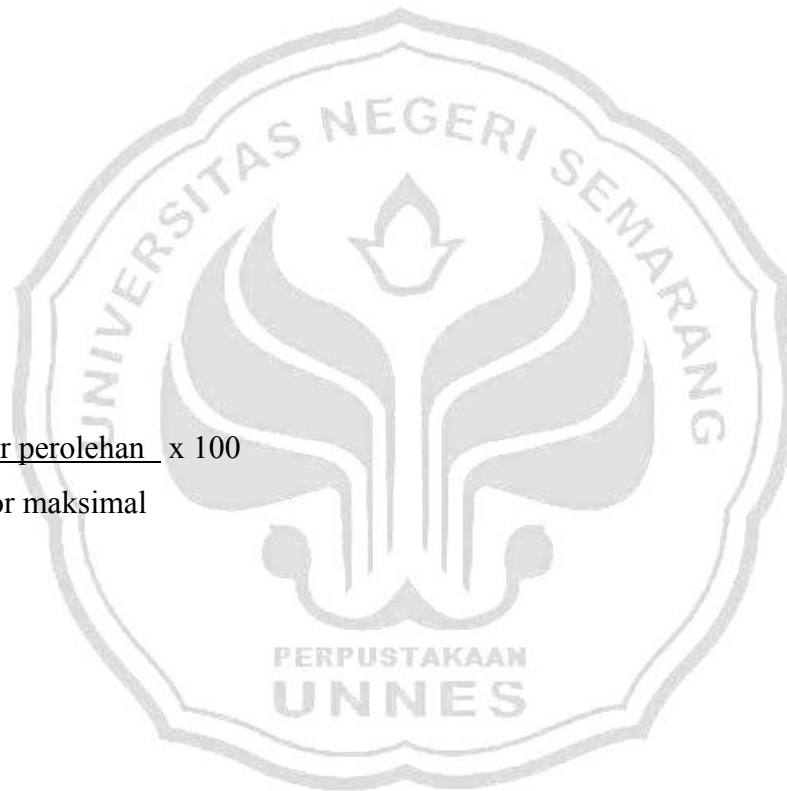 UNIVERSITAS NEGERI SEMARANG
perolehan x 100
maksimal
PERPUSTAKAAN
UNNES